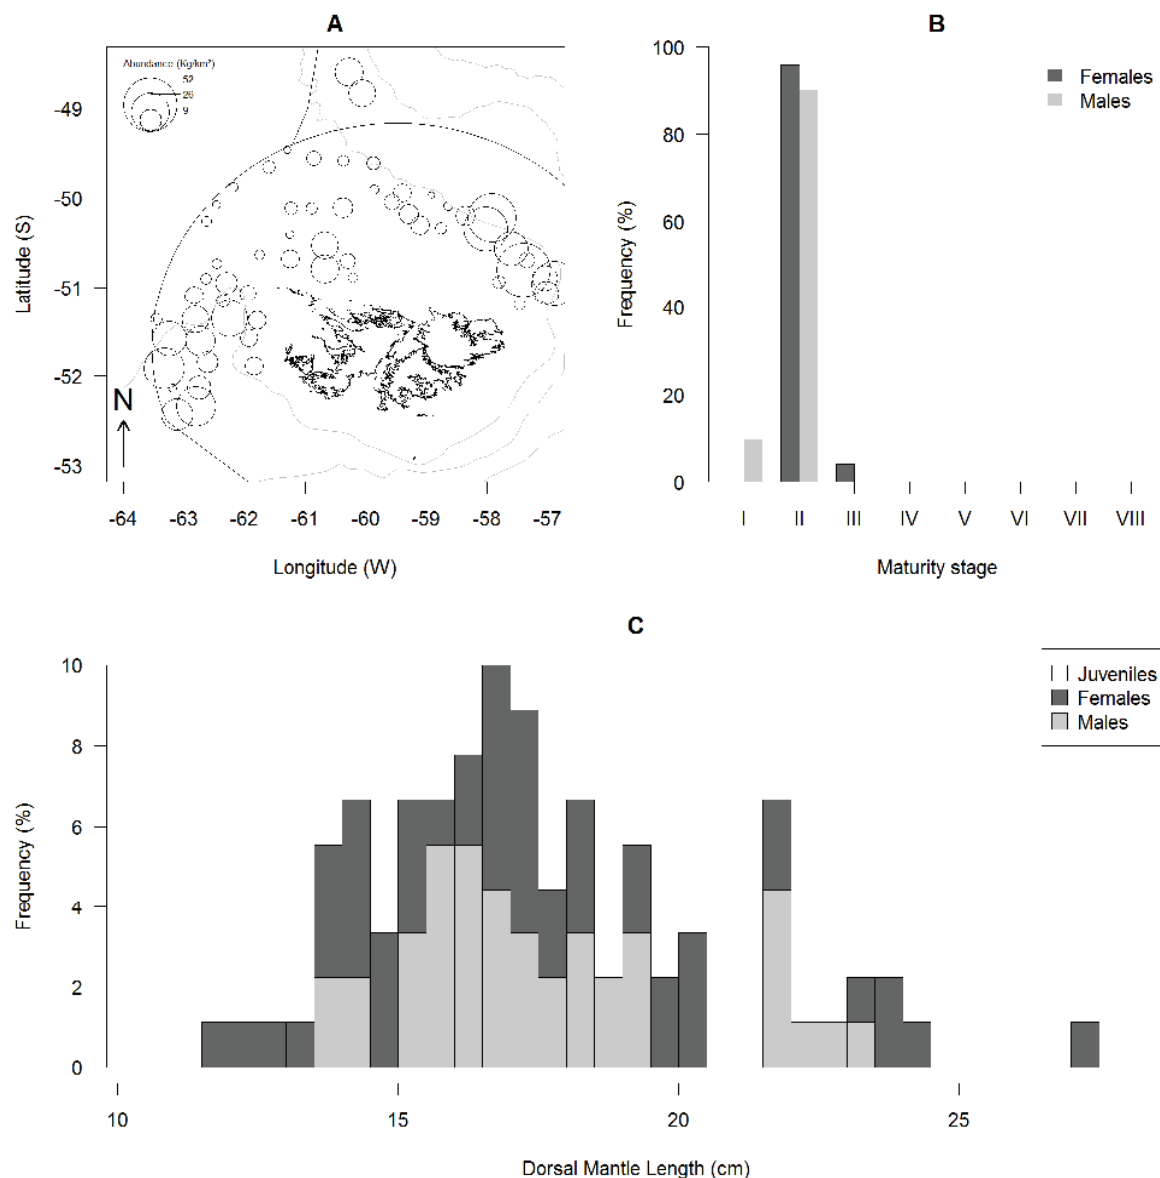 A
Abundance (Kg/km²)
52
26
9
-49
-50
-51
-52
-53
Latitude (S)
N
-64
-63
-62
-61
-60
-59
-58
-57
Longitude (W)
B
100
80
60
40
20
0
Frequency (%)
Females
Males
I
II
III
IV
V
VI
VII
VIII
Maturity stage
C
10
8
6
4
2
0
Frequency (%)
Juveniles
Females
Males
10
15
20
25
Dorsal Mantle Length (cm)